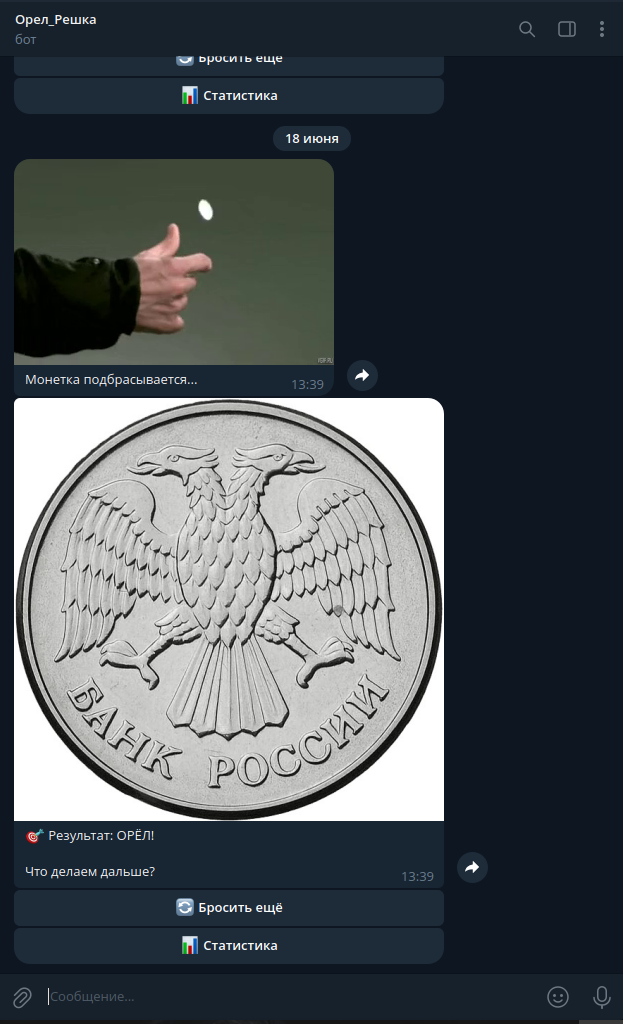 Орел_Решка
бот
Бросить ещё
Статистика
18 июня
Монетка подбрасывается...
13:39
БАНК РОССИИ
Результат: ОРЁЛ!
Что делаем дальше?
13:39
Бросить ещё
Статистика
Сообщение...